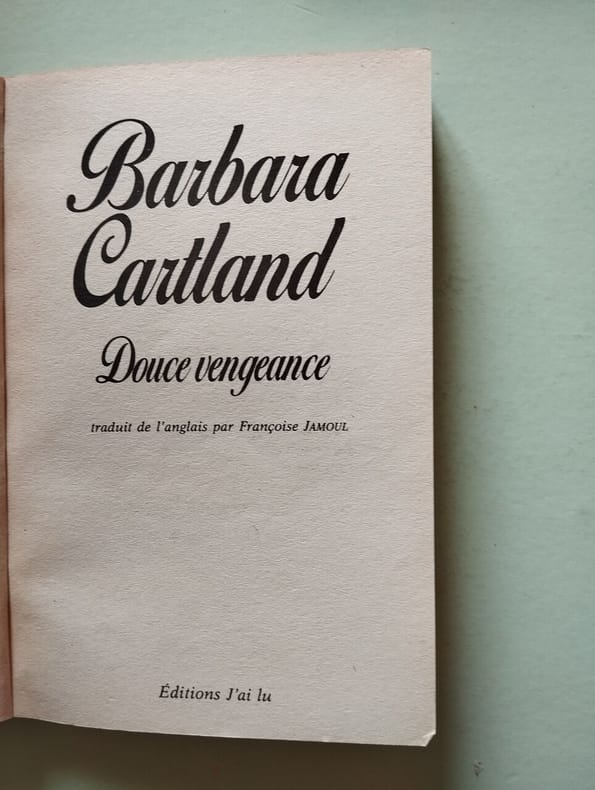 Barbara
Cartland
Douce vengeance
traduit de l'anglais par Françoise JAMOUL
Éditions J'ai lu